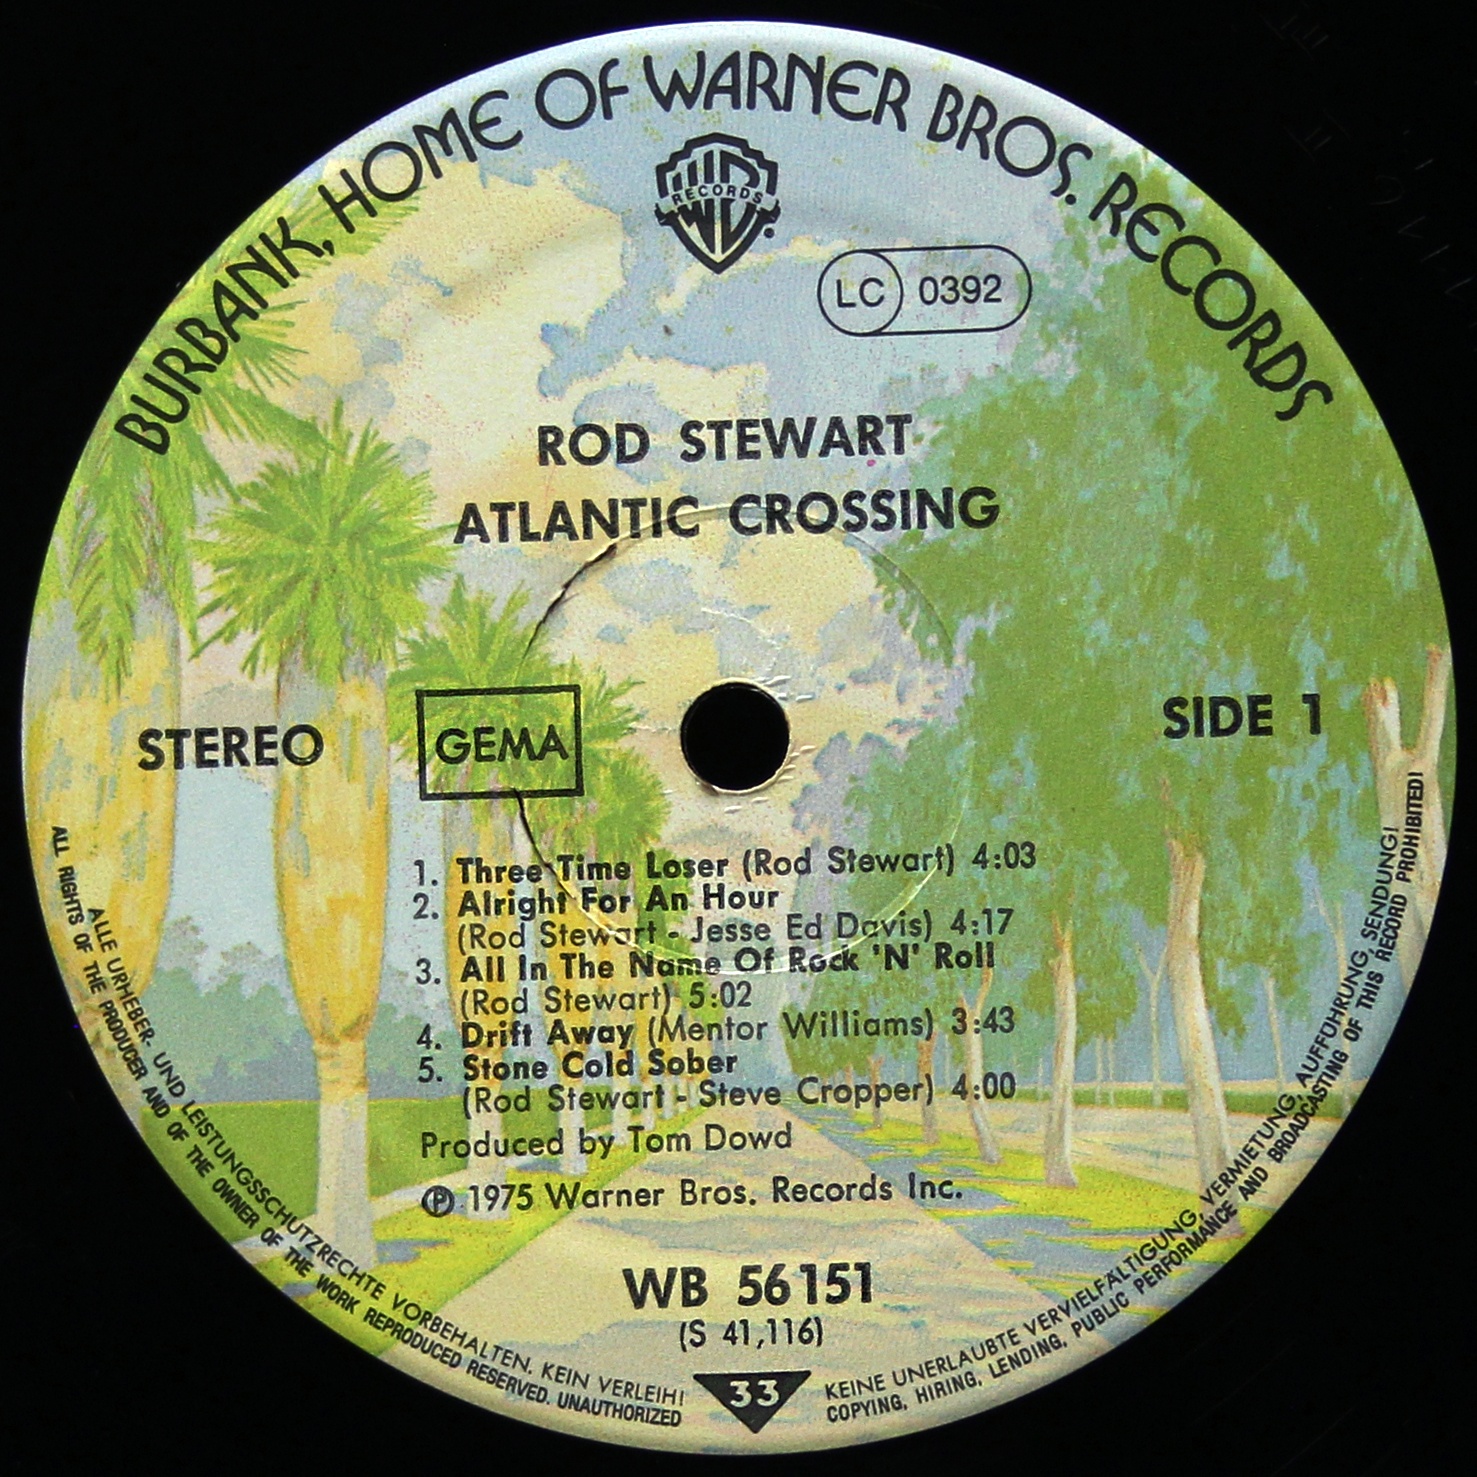 BURBANK, HOME OF WARNER BROS. RECORDS
RECORDS
LC 0392
ROD STEWART
ATLANTIC CROSSING
STEREO
GEMA
SIDE 1
1. Three Time Loser (Rod Stewart) 4:03
2. Alright For An Hour
(Rod Stewart - Jesse Ed Davis) 4:17
3. All In The Name Of Rock 'N' Roll
(Rod Stewart) 5:02
4. Drift Away (Mentor Williams) 3:43
5. Stone Cold Sober
(Rod Stewart - Steve Cropper) 4:00
Produced by Tom Dowd
℗ 1975 Warner Bros. Records Inc.
WB 56151
(S 41,116)
33
ALLE URHEBER- UND LEISTUNGSSCHUTZRECHTE VORBEHALTEN. KEIN VERLEIH!
KEINE UNERLAUBTE VERVIELFÄLTIGUNG, VERMIETUNG, AUFFÜHRUNG, SENDUNG!
ALL RIGHTS OF THE PRODUCER AND OF THE OWNER OF THE WORK REPRODUCED RESERVED. UNAUTHORIZED
COPYING, HIRING, LENDING, PUBLIC PERFORMANCE AND BROADCASTING OF THIS RECORD PROHIBITED!